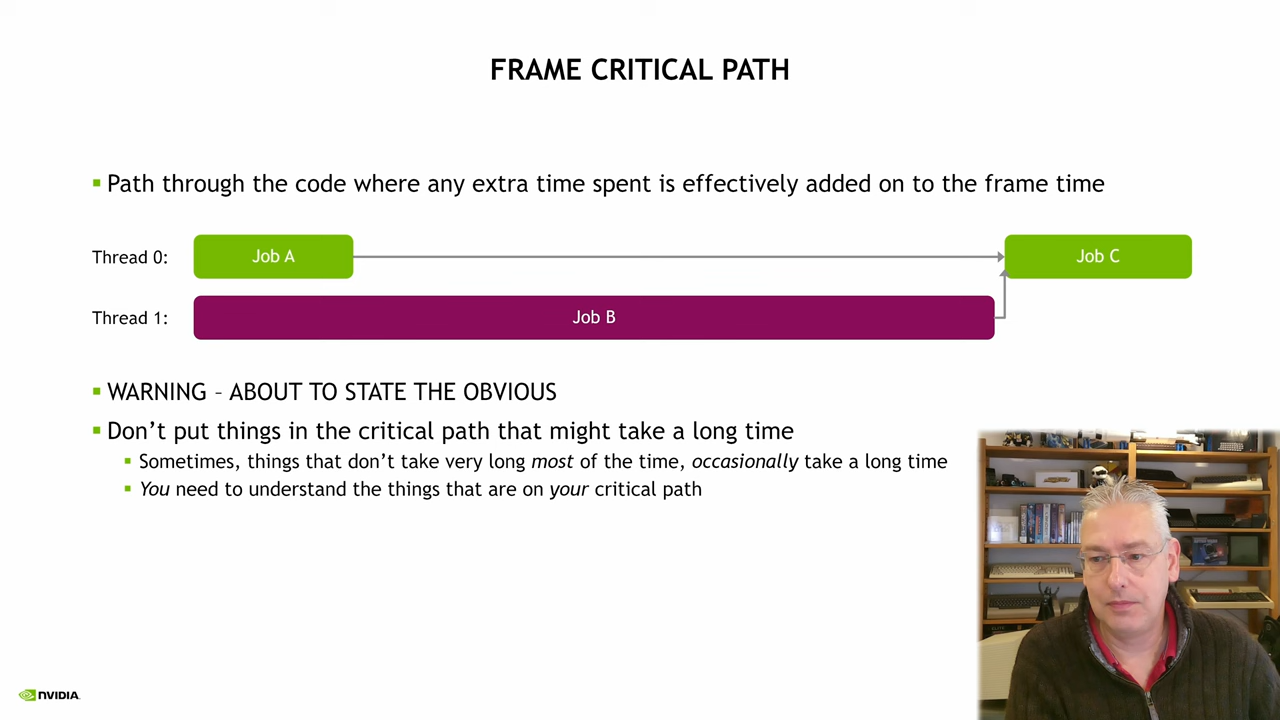 FRAME CRITICAL PATH
▪ Path through the code where any extra time spent is effectively added on to the frame time
Thread 0: Job A Job C
Thread 1: Job B
▪ WARNING – ABOUT TO STATE THE OBVIOUS
▪ Don’t put things in the critical path that might take a long time
▪ Sometimes, things that don’t take very long most of the time, occasionally take a long time
▪ You need to understand the things that are on your critical path
NVIDIA.